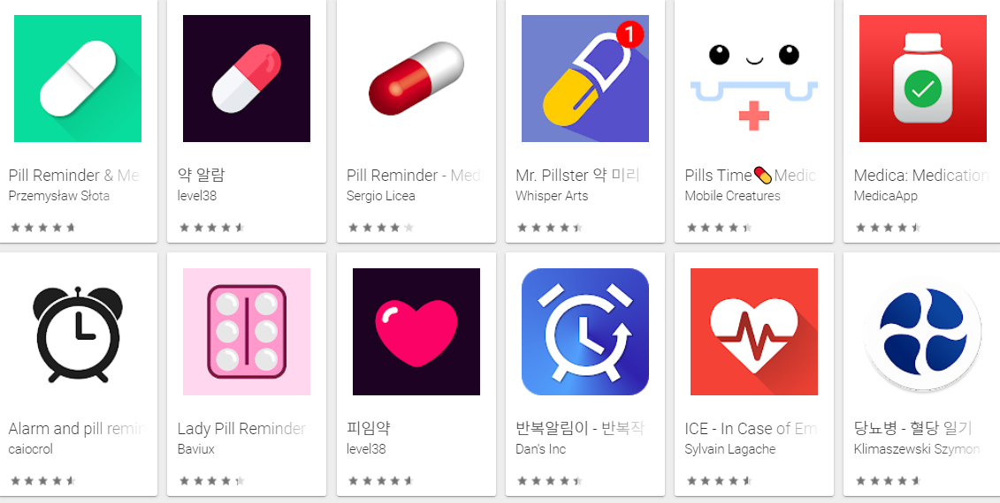 1
Pill Reminder & Me
약 알람
Pill Reminder - Med
Mr. Pillster 약 미리
Pills Time💊Medic
Medica: Medication
Przemysław Słota
level38
Sergio Licea
Whisper Arts
Mobile Creatures
MedicaApp
Alarm and pill remin
Lady Pill Reminder
피임약
반복알림이 - 반복작
ICE - In Case of Em
당뇨병 - 혈당 일기
caiocrol
Baviux
level38
Dan's Inc
Sylvain Lagache
Klimaszewski Szymon